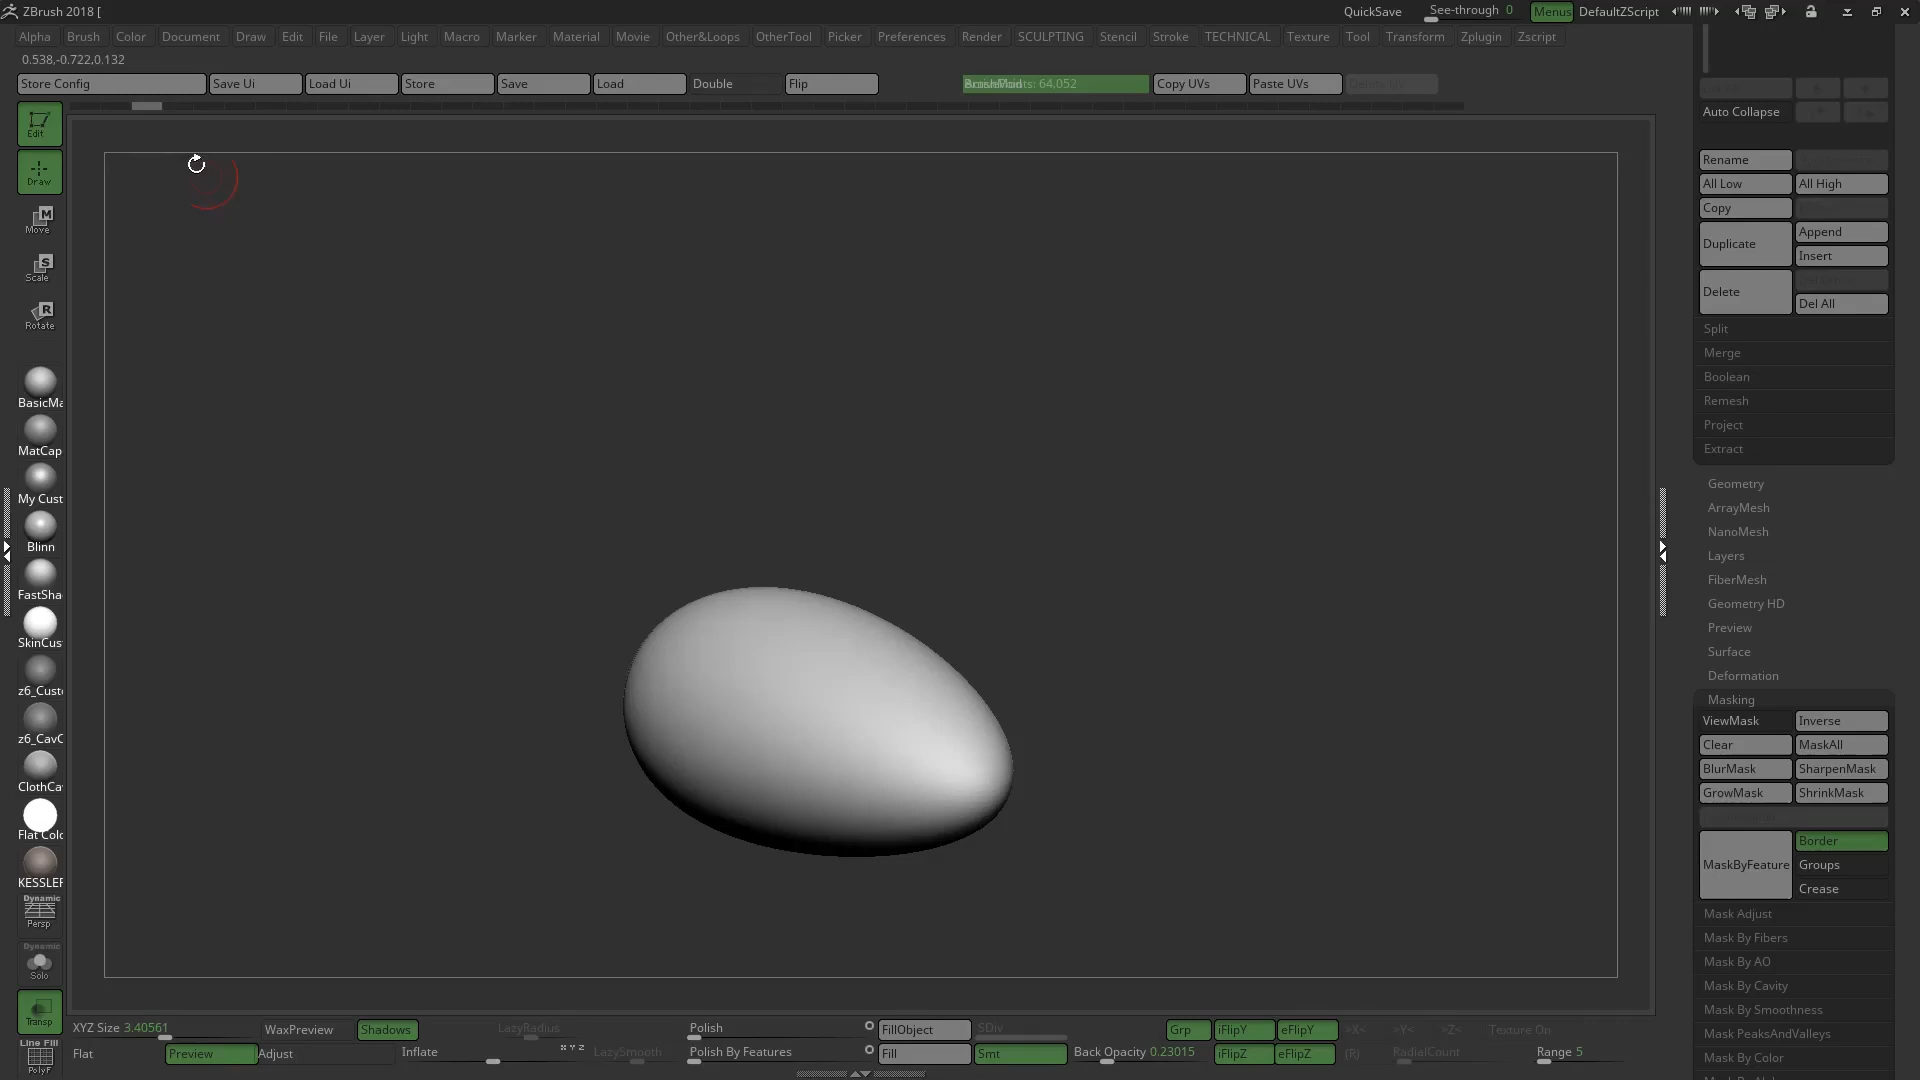 ZBrush 2018 [
QuickSave See-through 0 Menus DefaultZScript
Alpha Brush Color Document Draw Edit File Layer Light Macro Marker Material Movie Other&Loops OtherTool Picker Preferences Render SCULPTING Stencil Stroke TECHNICAL Texture Tool Transform Zplugin Zscript
0.538,-0.722,0.132
Store Config Save Ui Load Ui Store Save Load Double Flip 64.052 Copy UVs Paste UVs
Edit
Draw
Move
Scale
Rotate
BasicMa
MatCap
My Cust
Blinn
FastSha
SkinCus
z6_Cust
z6_CavC
ClothCa
Flat Colo
KESSLER
Dynamic
Persp
Dynamic
Solo
Transp
Line Fill
PolyF
Auto Collapse
Rename
All Low All High
Copy
Duplicate Append
Insert
Delete
Del All
Split
Merge
Boolean
Remesh
Project
Extract
Geometry
ArrayMesh
NanoMesh
Layers
FiberMesh
Geometry HD
Preview
Surface
Deformation
Masking
ViewMask Inverse
Clear MaskAll
BlurMask SharpenMask
GrowMask ShrinkMask
MaskByFeature Border
Groups
Crease
Mask Adjust
Mask By Fibers
Mask By AO
Mask By Cavity
Mask By Smoothness
Mask PeaksAndValleys
Mask By Color
XYZ Size 3.40561 WaxPreview Shadows LazyRadius Polish FillObject SDiv Grp iFlipY eFlipY >X< >Y< >Z< Texture On
Flat Preview Adjust Inflate X Y Z LazySmooth Polish By Features Fill Smt Back Opacity 0.23015 iFlipZ eFlipZ (R) RadialCount Range 5